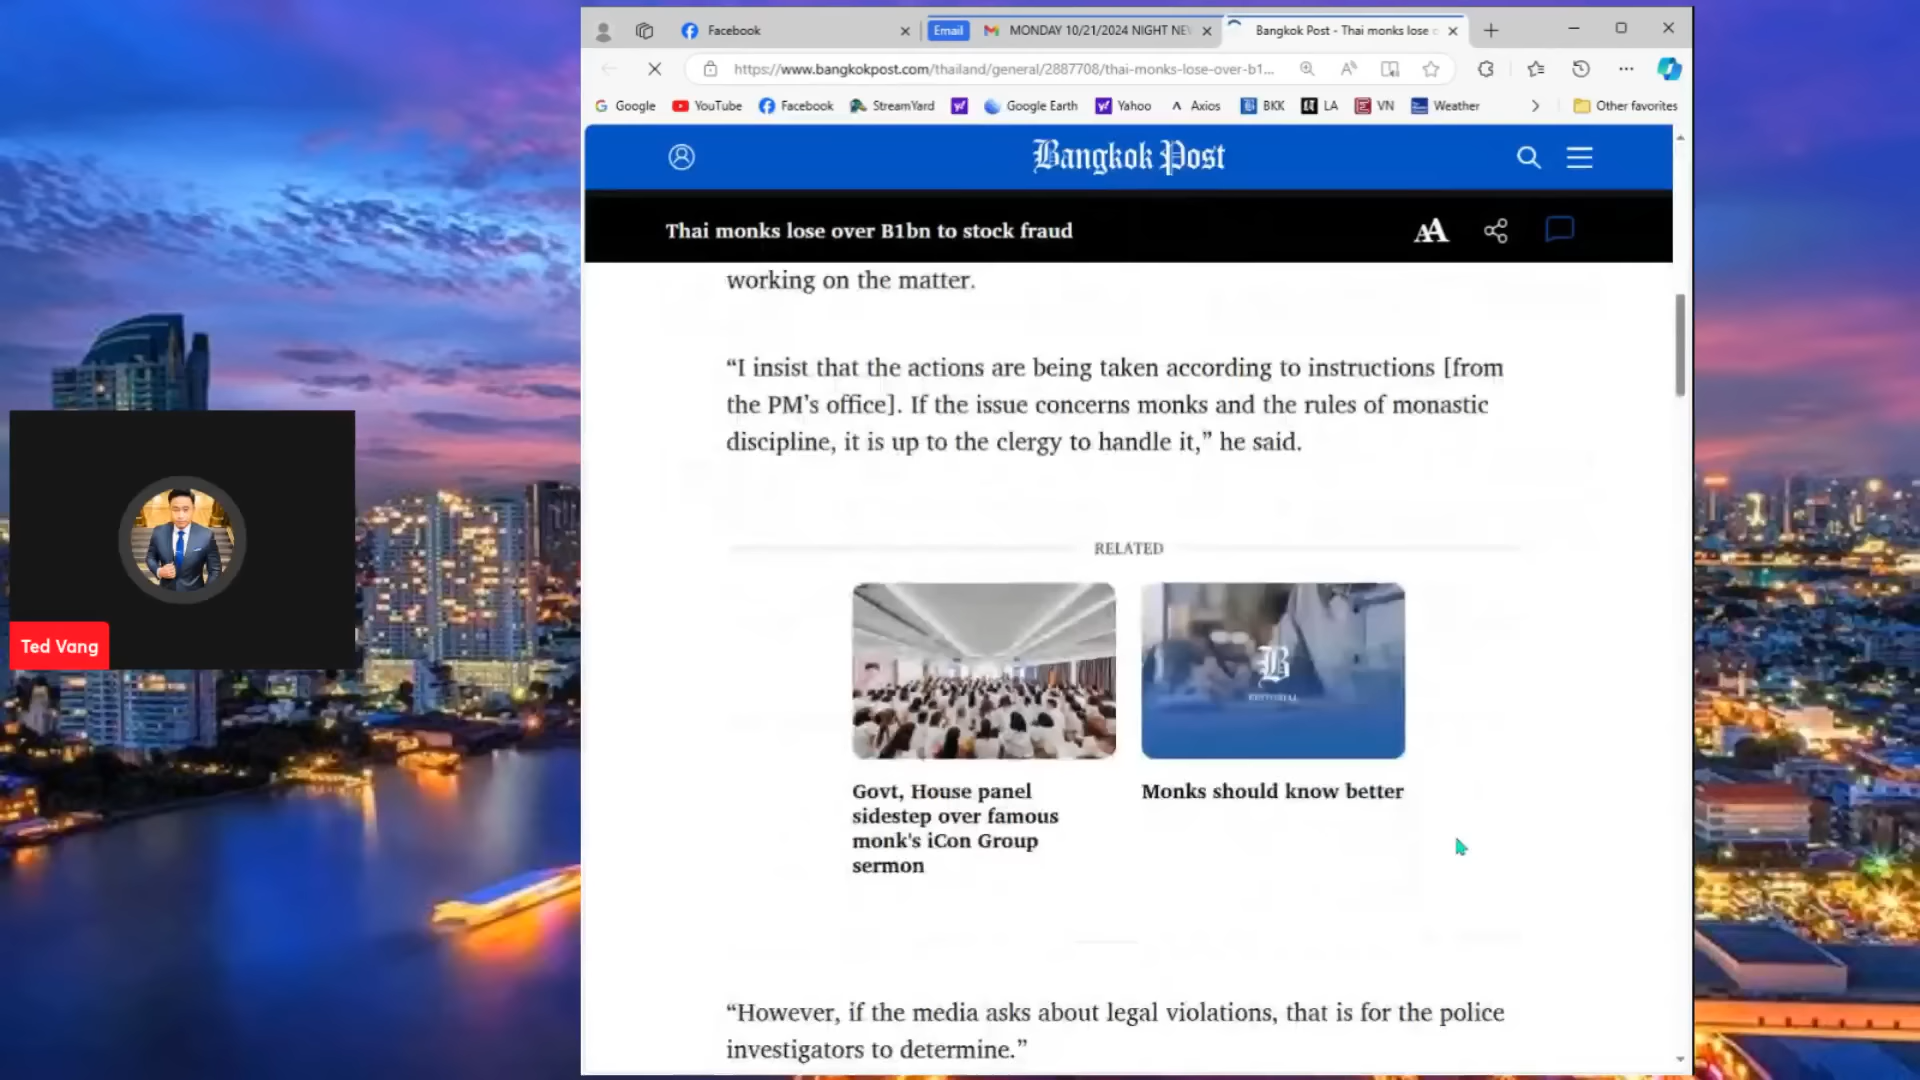 Facebook
Email
MONDAY 10/21/2024 NIGHT NE
Bangkok Post - Thai monks lose
https://www.bangkokpost.com/thailand/general/2887708/thai-monks-lose-over-b1...
Google
YouTube
Facebook
StreamYard
Google Earth
Yahoo
Axios
BKK
LA
VN
Weather
Other favorites
Bangkok Post
Thai monks lose over B1bn to stock fraud
AA
working on the matter.
“I insist that the actions are being taken according to instructions [from
the PM’s office]. If the issue concerns monks and the rules of monastic
discipline, it is up to the clergy to handle it,” he said.
RELATED
B
EDITORIAL
Govt, House panel
sidestep over famous
monk's iCon Group
sermon
Monks should know better
“However, if the media asks about legal violations, that is for the police
investigators to determine.”
Ted Vang